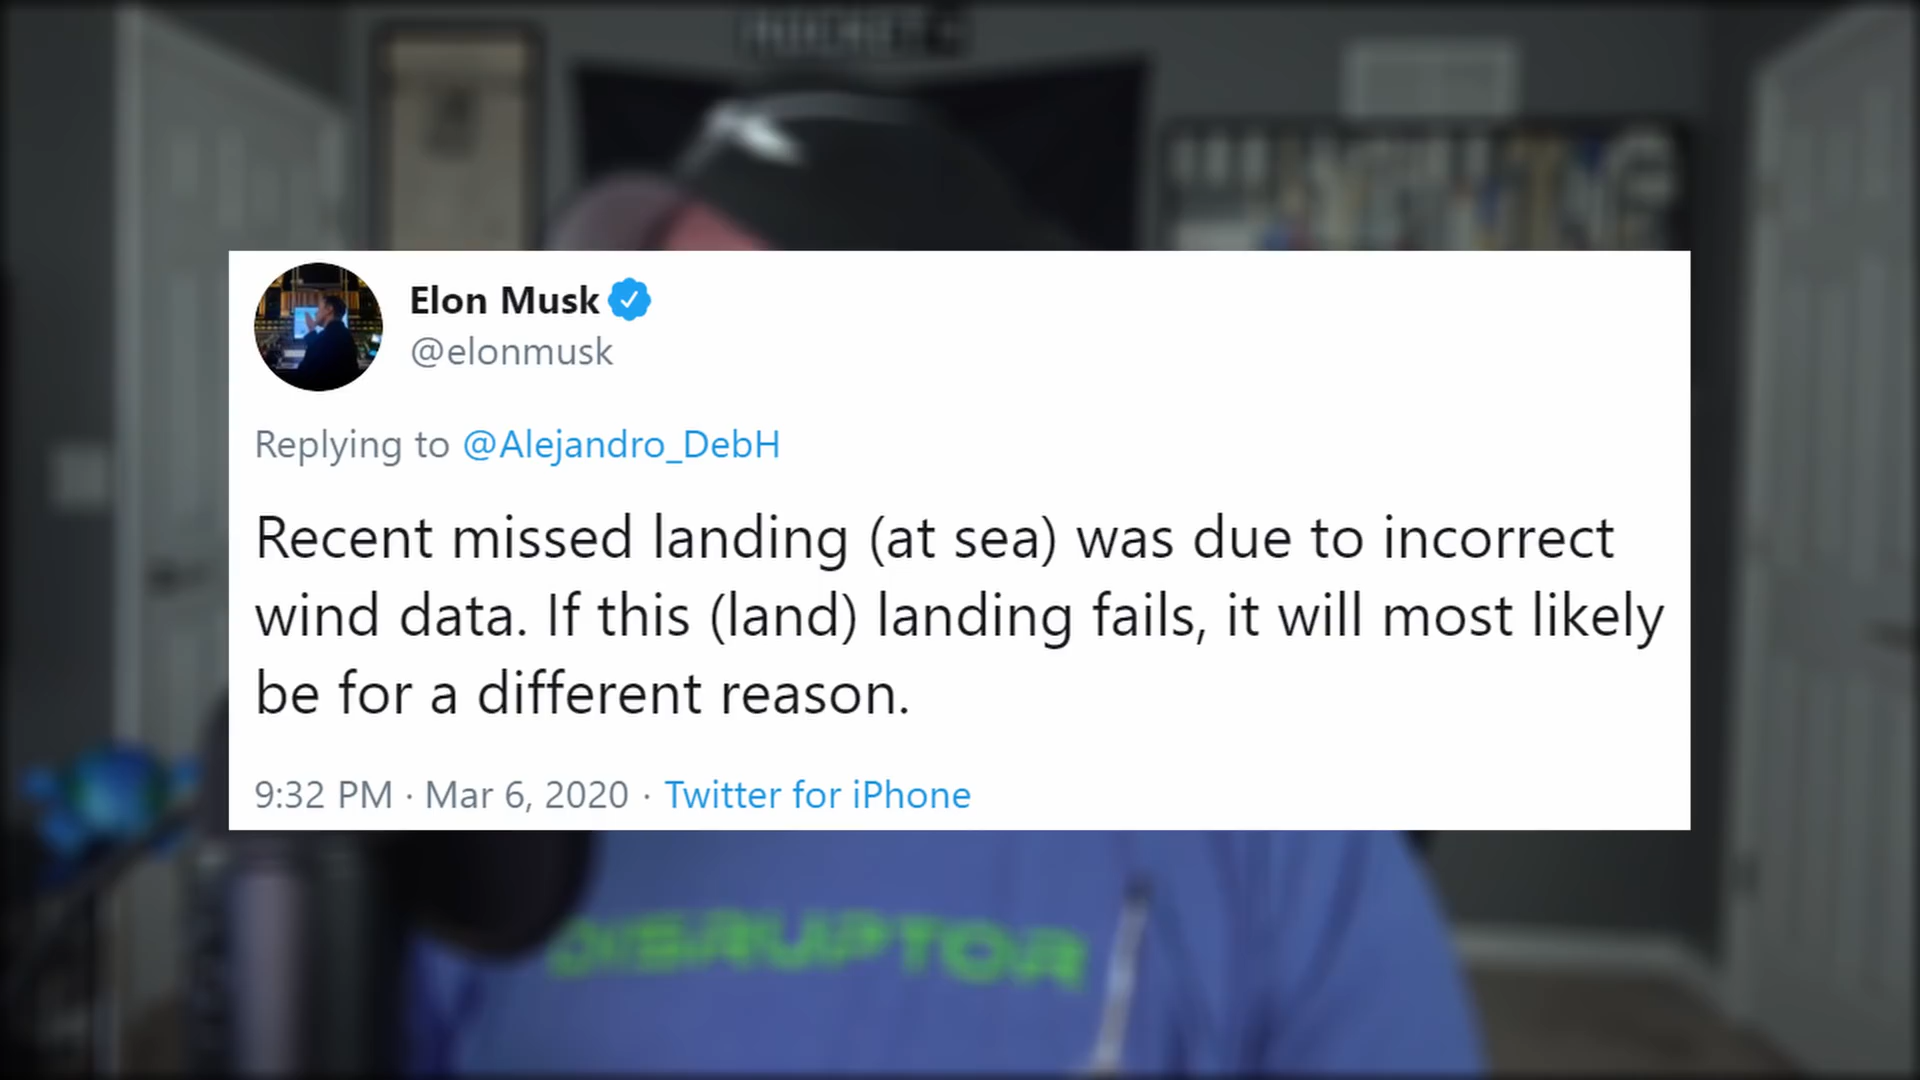 Elon Musk
@elonmusk
Replying to @Alejandro_DebH
Recent missed landing (at sea) was due to incorrect
wind data. If this (land) landing fails, it will most likely
be for a different reason.
9:32 PM · Mar 6, 2020 · Twitter for iPhone
DISRUPTOR